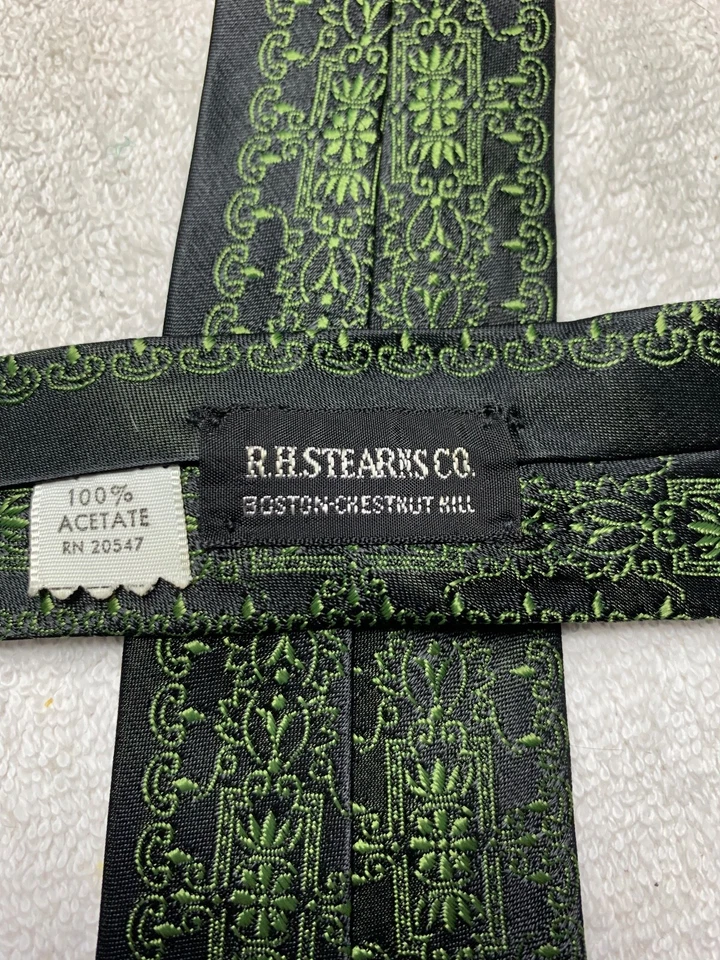 R.H.STEARNS CO.
BOSTON-CHESTNUT HILL
100%
ACETATE
RN 20547